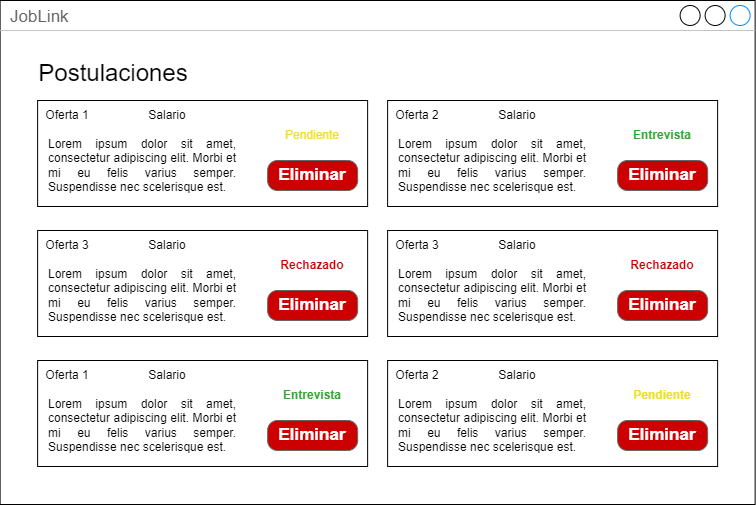 JobLink
Postulaciones
Oferta 1 Salario
Pendiente
Lorem ipsum dolor sit amet,
consectetur adipiscing elit. Morbi et
mi eu felis varius semper.
Suspendisse nec scelerisque est.
Eliminar
Oferta 2 Salario
Entrevista
Lorem ipsum dolor sit amet,
consectetur adipiscing elit. Morbi et
mi eu felis varius semper.
Suspendisse nec scelerisque est.
Eliminar
Oferta 3 Salario
Rechazado
Lorem ipsum dolor sit amet,
consectetur adipiscing elit. Morbi et
mi eu felis varius semper.
Suspendisse nec scelerisque est.
Eliminar
Oferta 3 Salario
Rechazado
Lorem ipsum dolor sit amet,
consectetur adipiscing elit. Morbi et
mi eu felis varius semper.
Suspendisse nec scelerisque est.
Eliminar
Oferta 1 Salario
Entrevista
Lorem ipsum dolor sit amet,
consectetur adipiscing elit. Morbi et
mi eu felis varius semper.
Suspendisse nec scelerisque est.
Eliminar
Oferta 2 Salario
Pendiente
Lorem ipsum dolor sit amet,
consectetur adipiscing elit. Morbi et
mi eu felis varius semper.
Suspendisse nec scelerisque est.
Eliminar